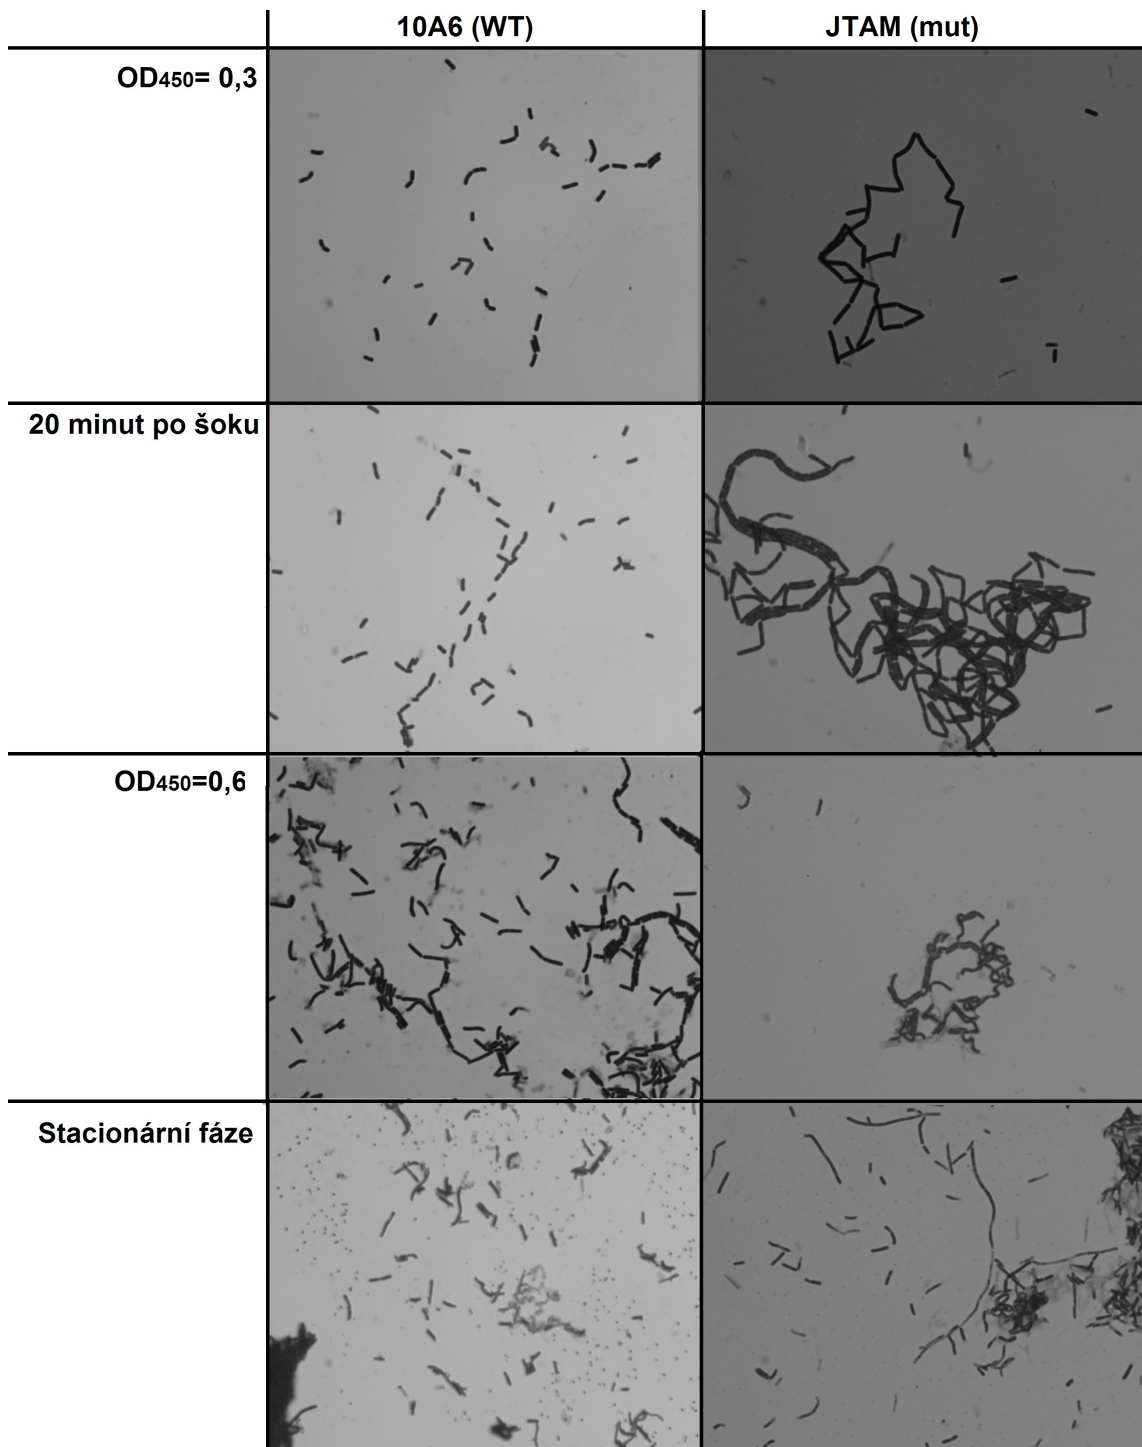 10A6 (WT) JTAM (mut)
OD450= 0,3
20 minut po šoku
OD450=0,6
Stacionární fáze